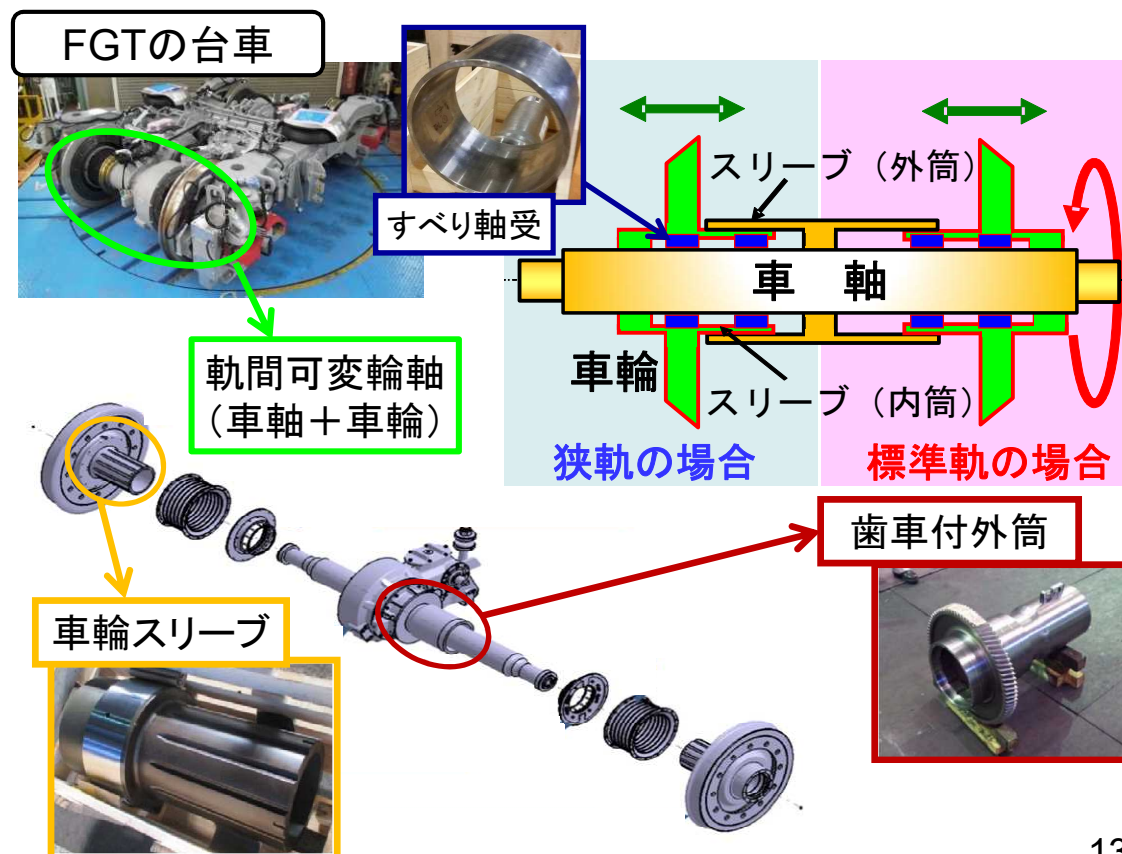 FGTの台車
すべり軸受
スリーブ（外筒）
車 軸
車輪
スリーブ（内筒）
狭軌の場合
標準軌の場合
軌間可変輪軸
（車軸＋車輪）
歯車付外筒
車輪スリーブ
13